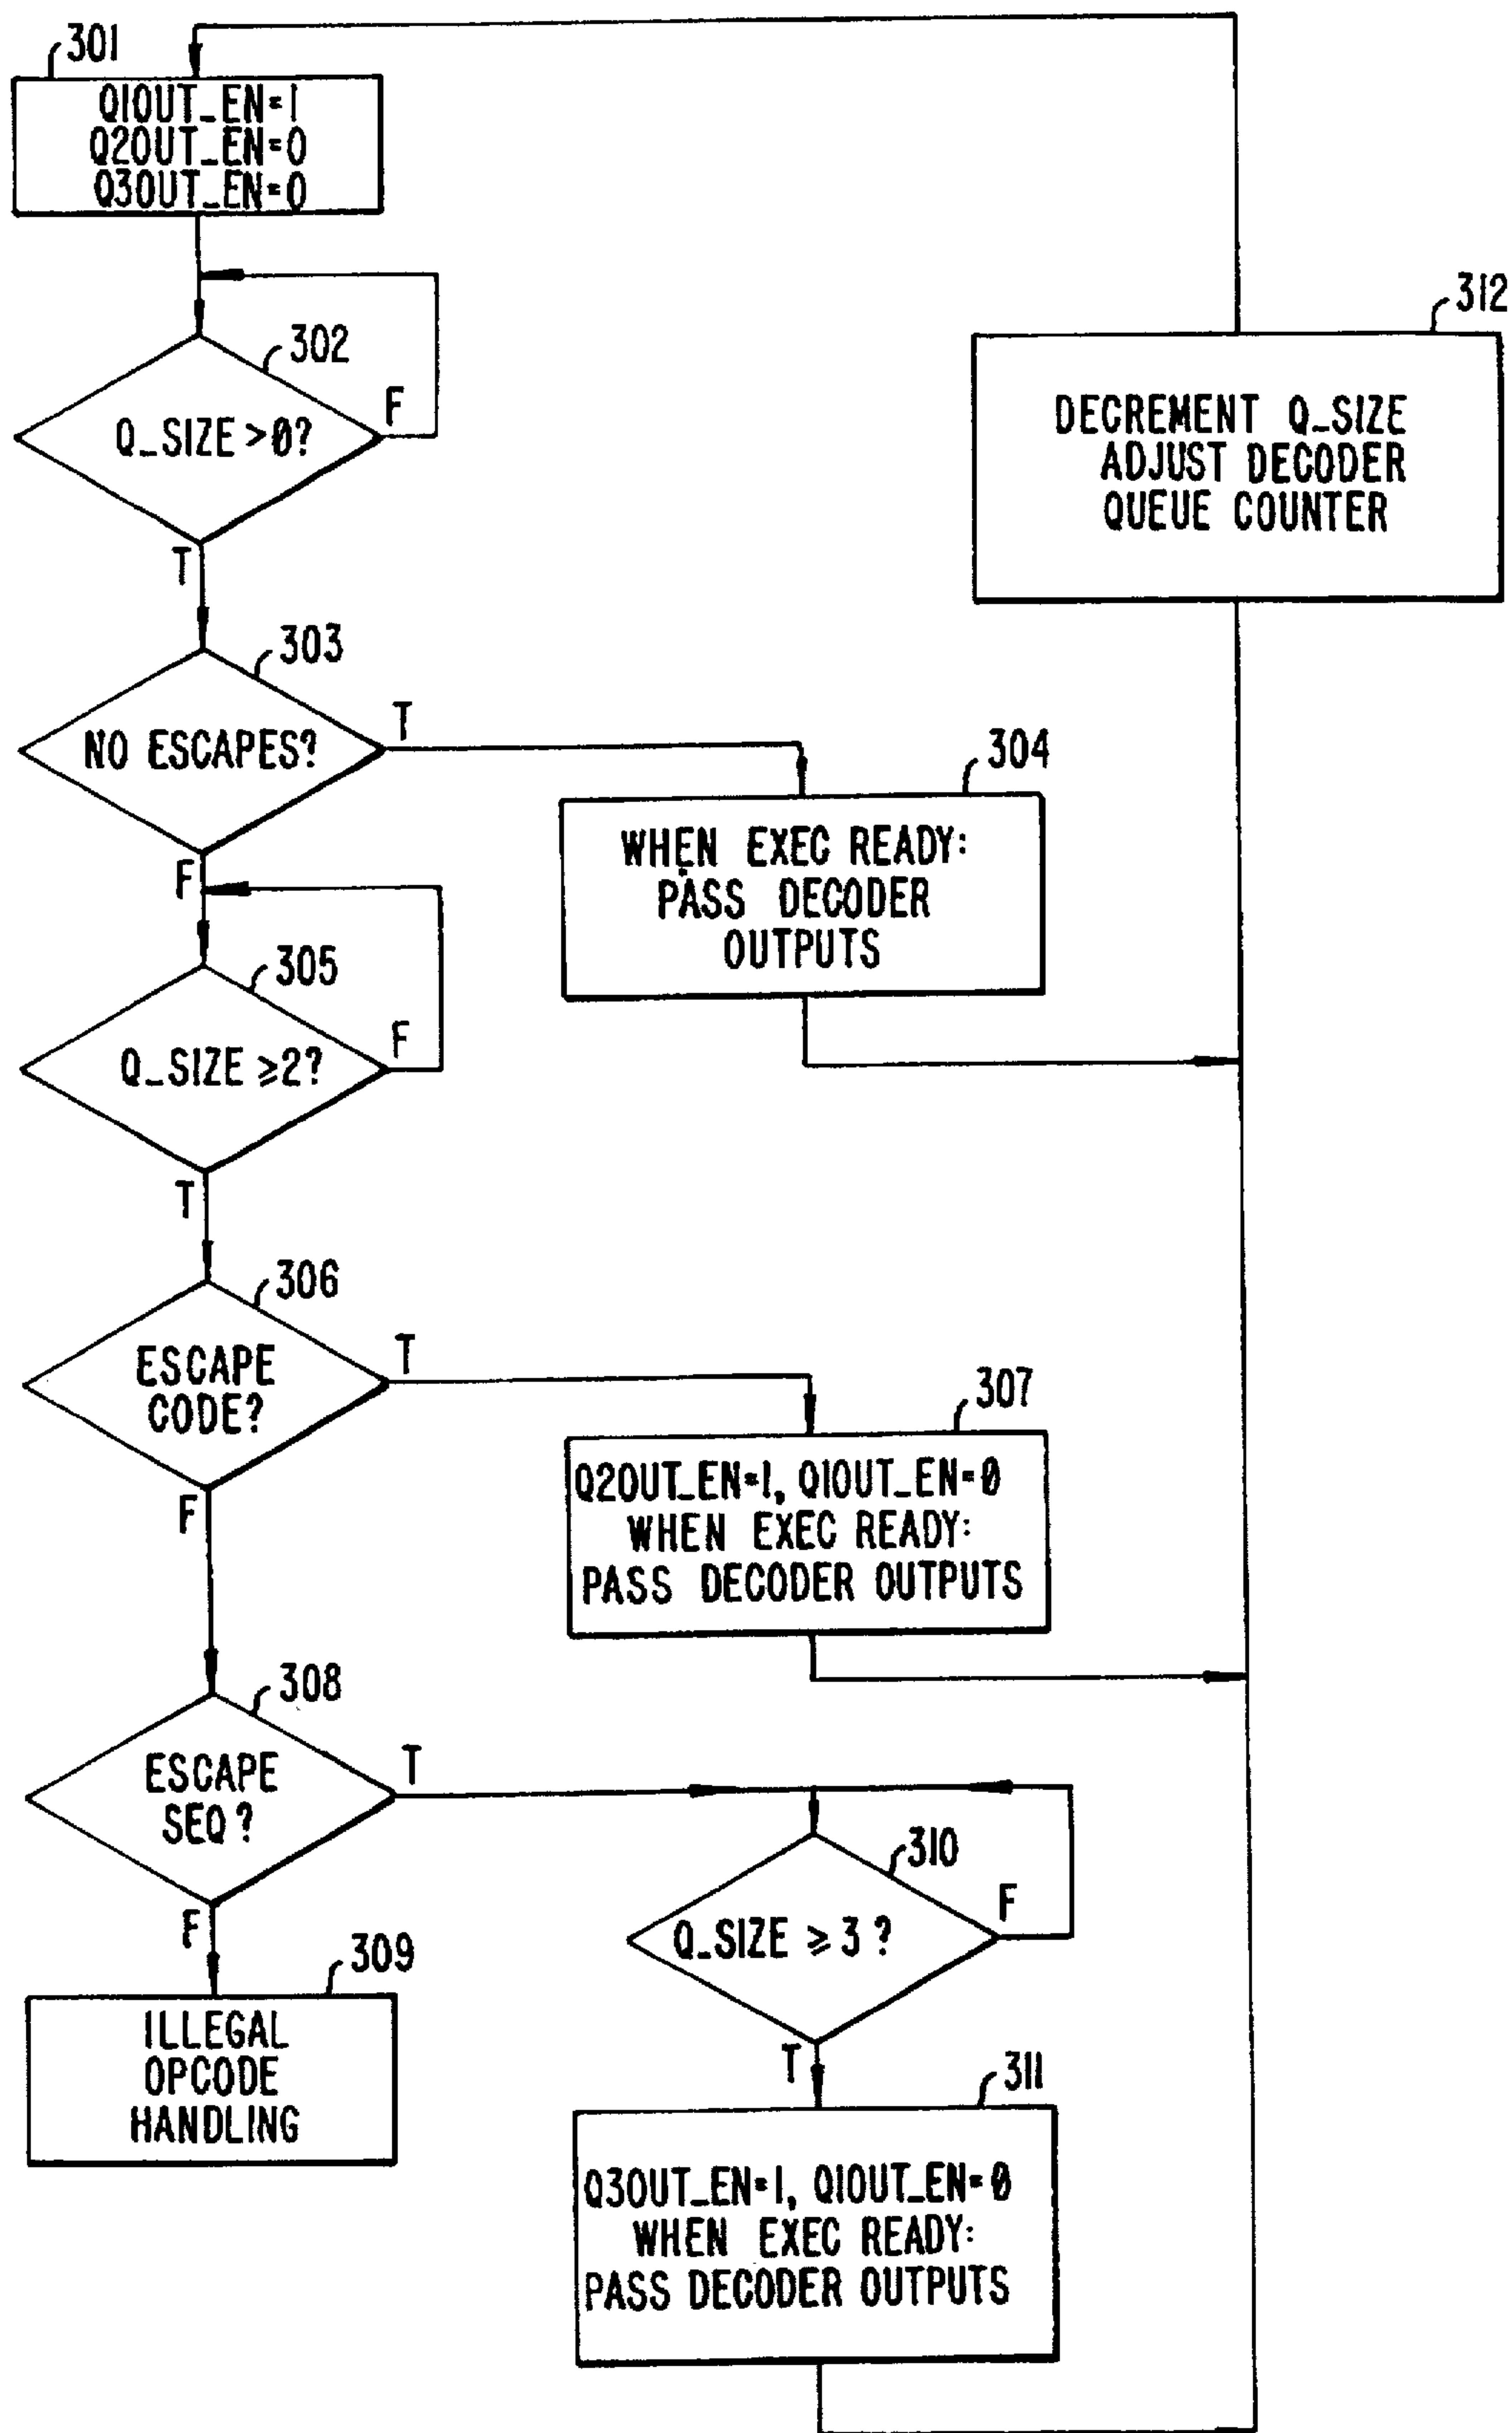 301
Q1OUT_EN=1
Q2OUT_EN=0
Q3OUT_EN=0
302
Q_SIZE >0?
F
T
312
DECREMENT Q_SIZE
ADJUST DECODER
QUEUE COUNTER
303
NO ESCAPES?
T
F
304
WHEN EXEC READY:
PASS DECODER
OUTPUTS
305
Q_SIZE ≥2?
F
T
306
ESCAPE
CODE?
T
F
307
Q2OUT_EN=1, Q1OUT_EN=0
WHEN EXEC READY:
PASS DECODER OUTPUTS
308
ESCAPE
SEQ?
T
F
310
Q_SIZE ≥ 3 ?
F
T
309
ILLEGAL
OPCODE
HANDLING
311
Q3OUT_EN=1, Q1OUT_EN=0
WHEN EXEC READY:
PASS DECODER OUTPUTS